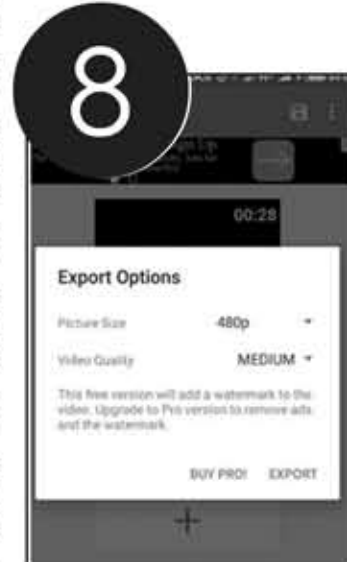 8
00:28
Export Options
Picture Size 480p
Video Quality MEDIUM
This free version will add a watermark to the
video. Upgrade to Pro version to remove ads
and the watermark.
BUY PRO! EXPORT
+